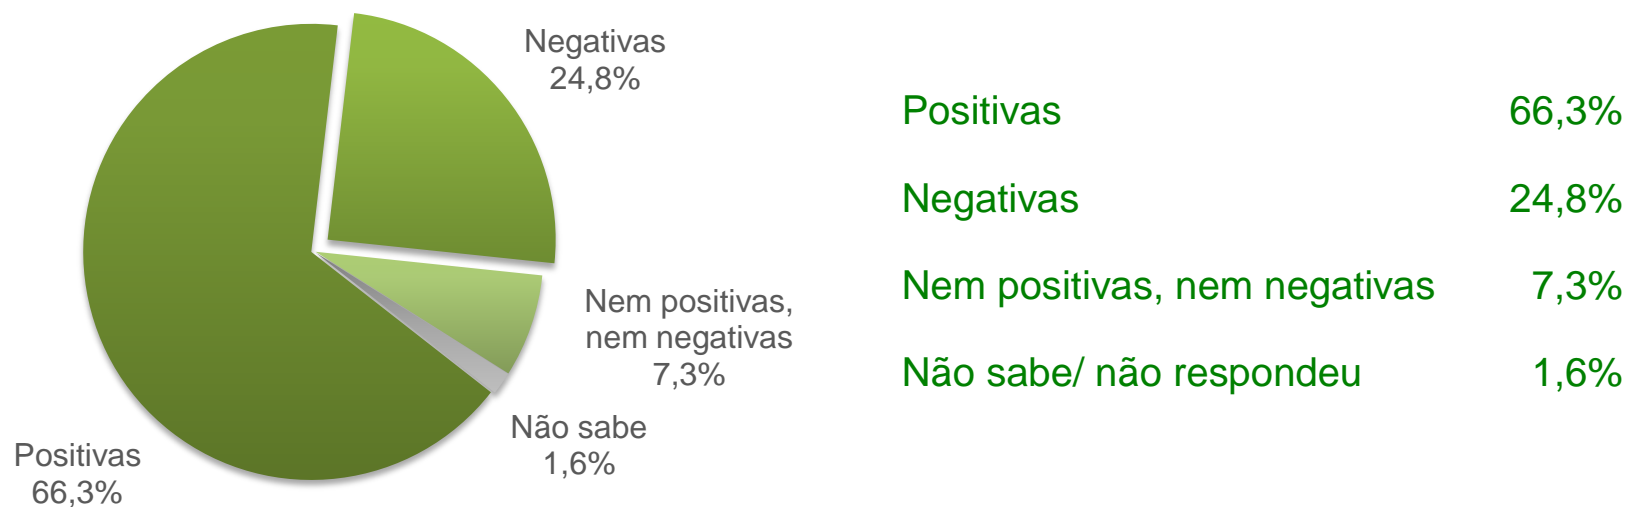 Negativas
24,8%
Nem positivas,
nem negativas
7,3%
Não sabe
1,6%
Positivas
66,3%
Positivas 66,3%
Negativas 24,8%
Nem positivas, nem negativas 7,3%
Não sabe/ não respondeu 1,6%